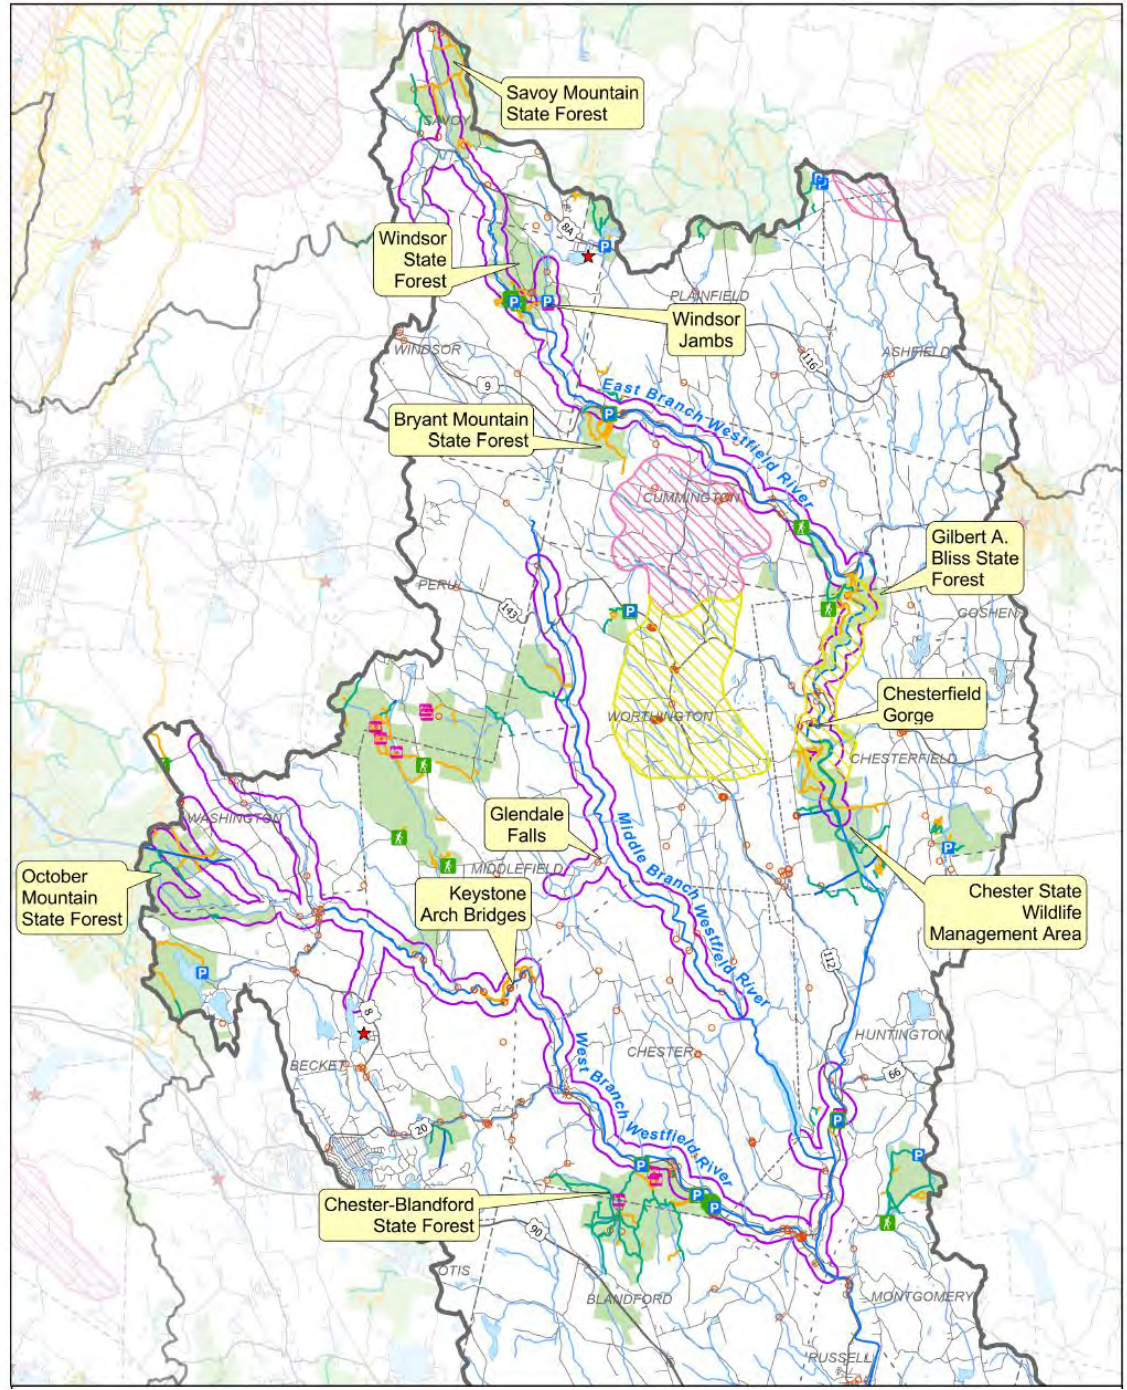 Savoy Mountain
State Forest
SAVOY
8A
Windsor
State
Forest
P
P
P
P
PLAINFIELD
Windsor
Jambs
WINDSOR
116
ASHFIELD
9
East Branch Westfield River
P
Bryant Mountain
State Forest
CUMMINGTON
Gilbert A.
Bliss State
Forest
PERU
143
P
GOSHEN
Chesterfield
Gorge
WORTHINGTON
CHESTERFIELD
WASHINGTON
Glendale
Falls
Middle Branch Westfield River
P
MIDDLEFIELD
October
Mountain
State Forest
Keystone
Arch Bridges
Chester State
Wildlife
Management Area
P
112
8
HUNTINGTON
BECKET
West Branch Westfield River
CHESTER
66
P
20
P
P
Chester-Blandford
State Forest
P
P
90
OTIS
BLANDFORD
MONTGOMERY
RUSSELL